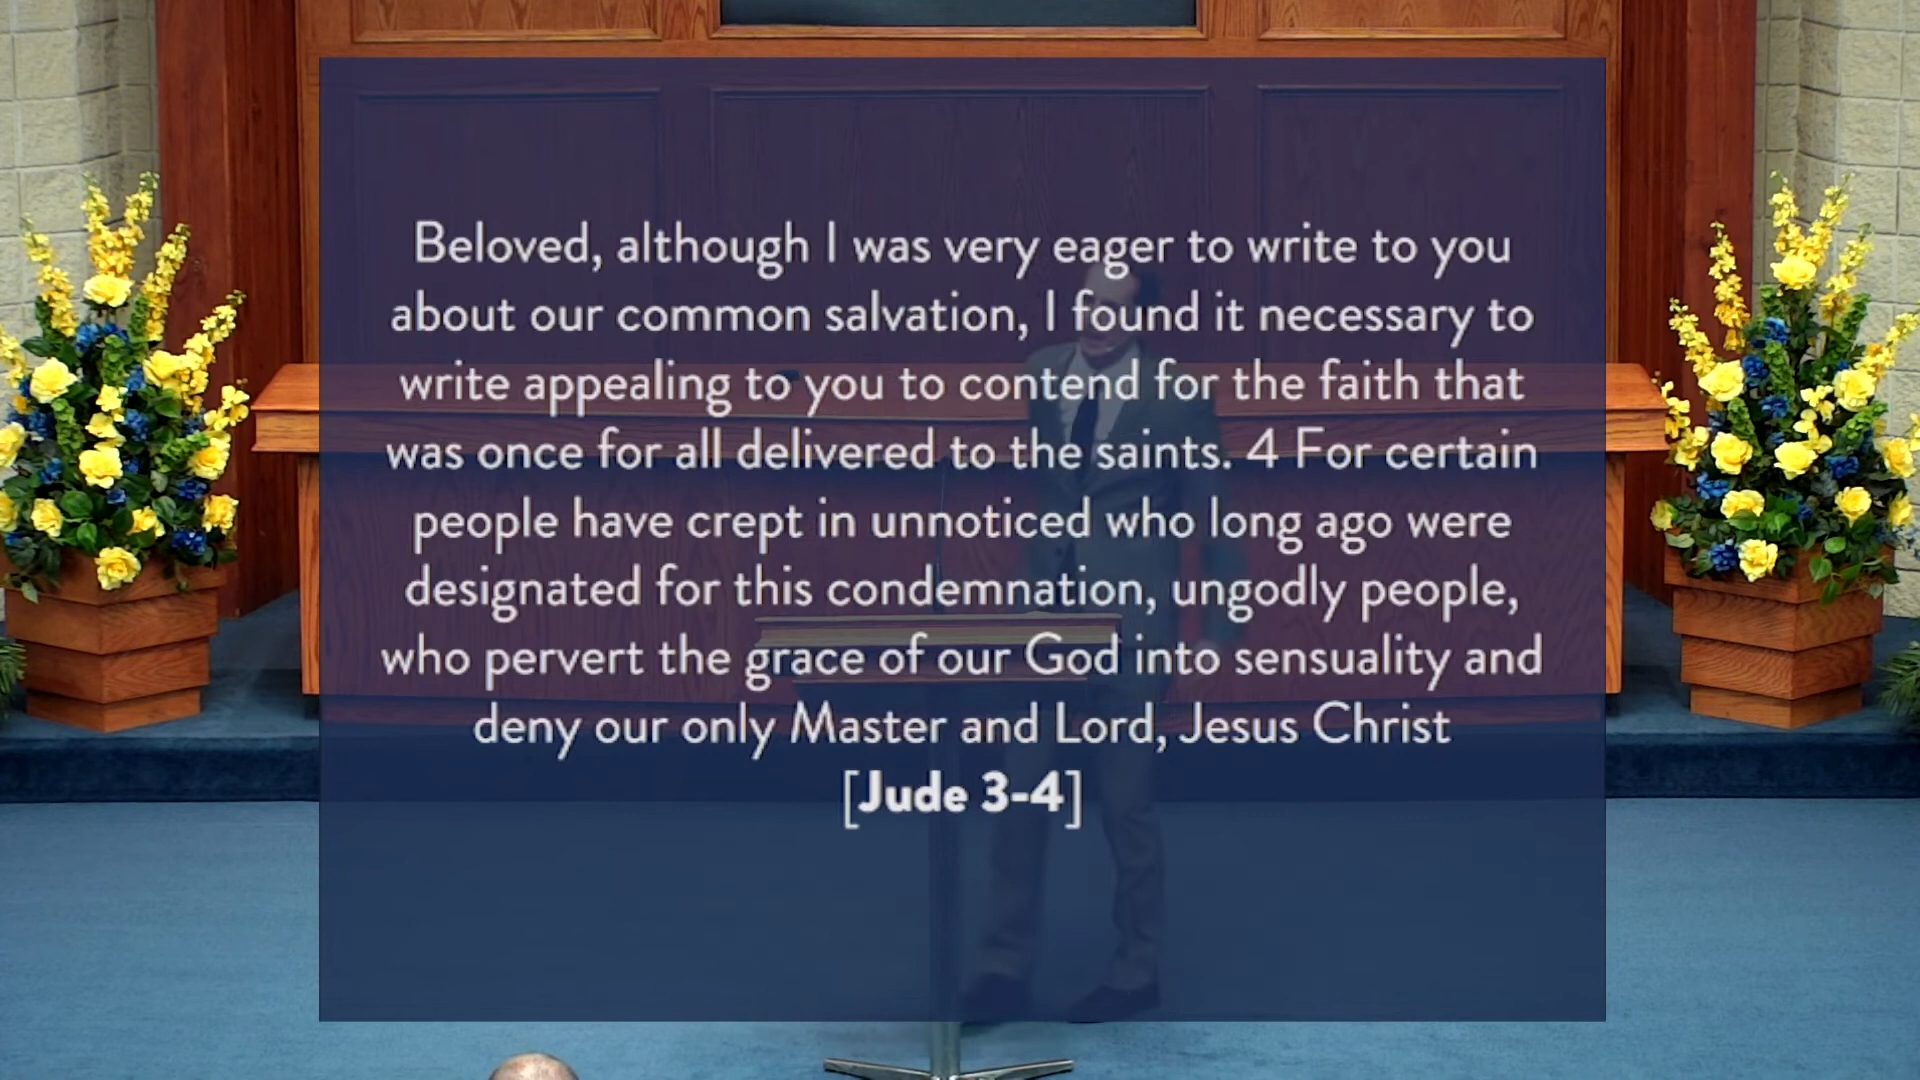 Beloved, although I was very eager to write to you
about our common salvation, I found it necessary to
write appealing to you to contend for the faith that
was once for all delivered to the saints. 4 For certain
people have crept in unnoticed who long ago were
designated for this condemnation, ungodly people,
who pervert the grace of our God into sensuality and
deny our only Master and Lord, Jesus Christ
[Jude 3-4]